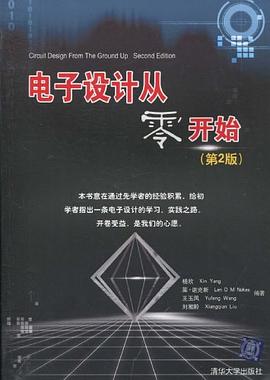 Circuit Design From The Ground Up Second Edition
电子设计从
零开始
(第2版)
本书意在通过先学者的经验积累，给初
学者指出一条电子设计的学习、实践之路。
开卷受益，是我们的心愿。
杨欣 Xin Yang
莱·诺克斯 Len D M Nokes
王玉凤 Yufeng Wang
刘湘黔 Xiangqian Liu
编著
清华大学出版社